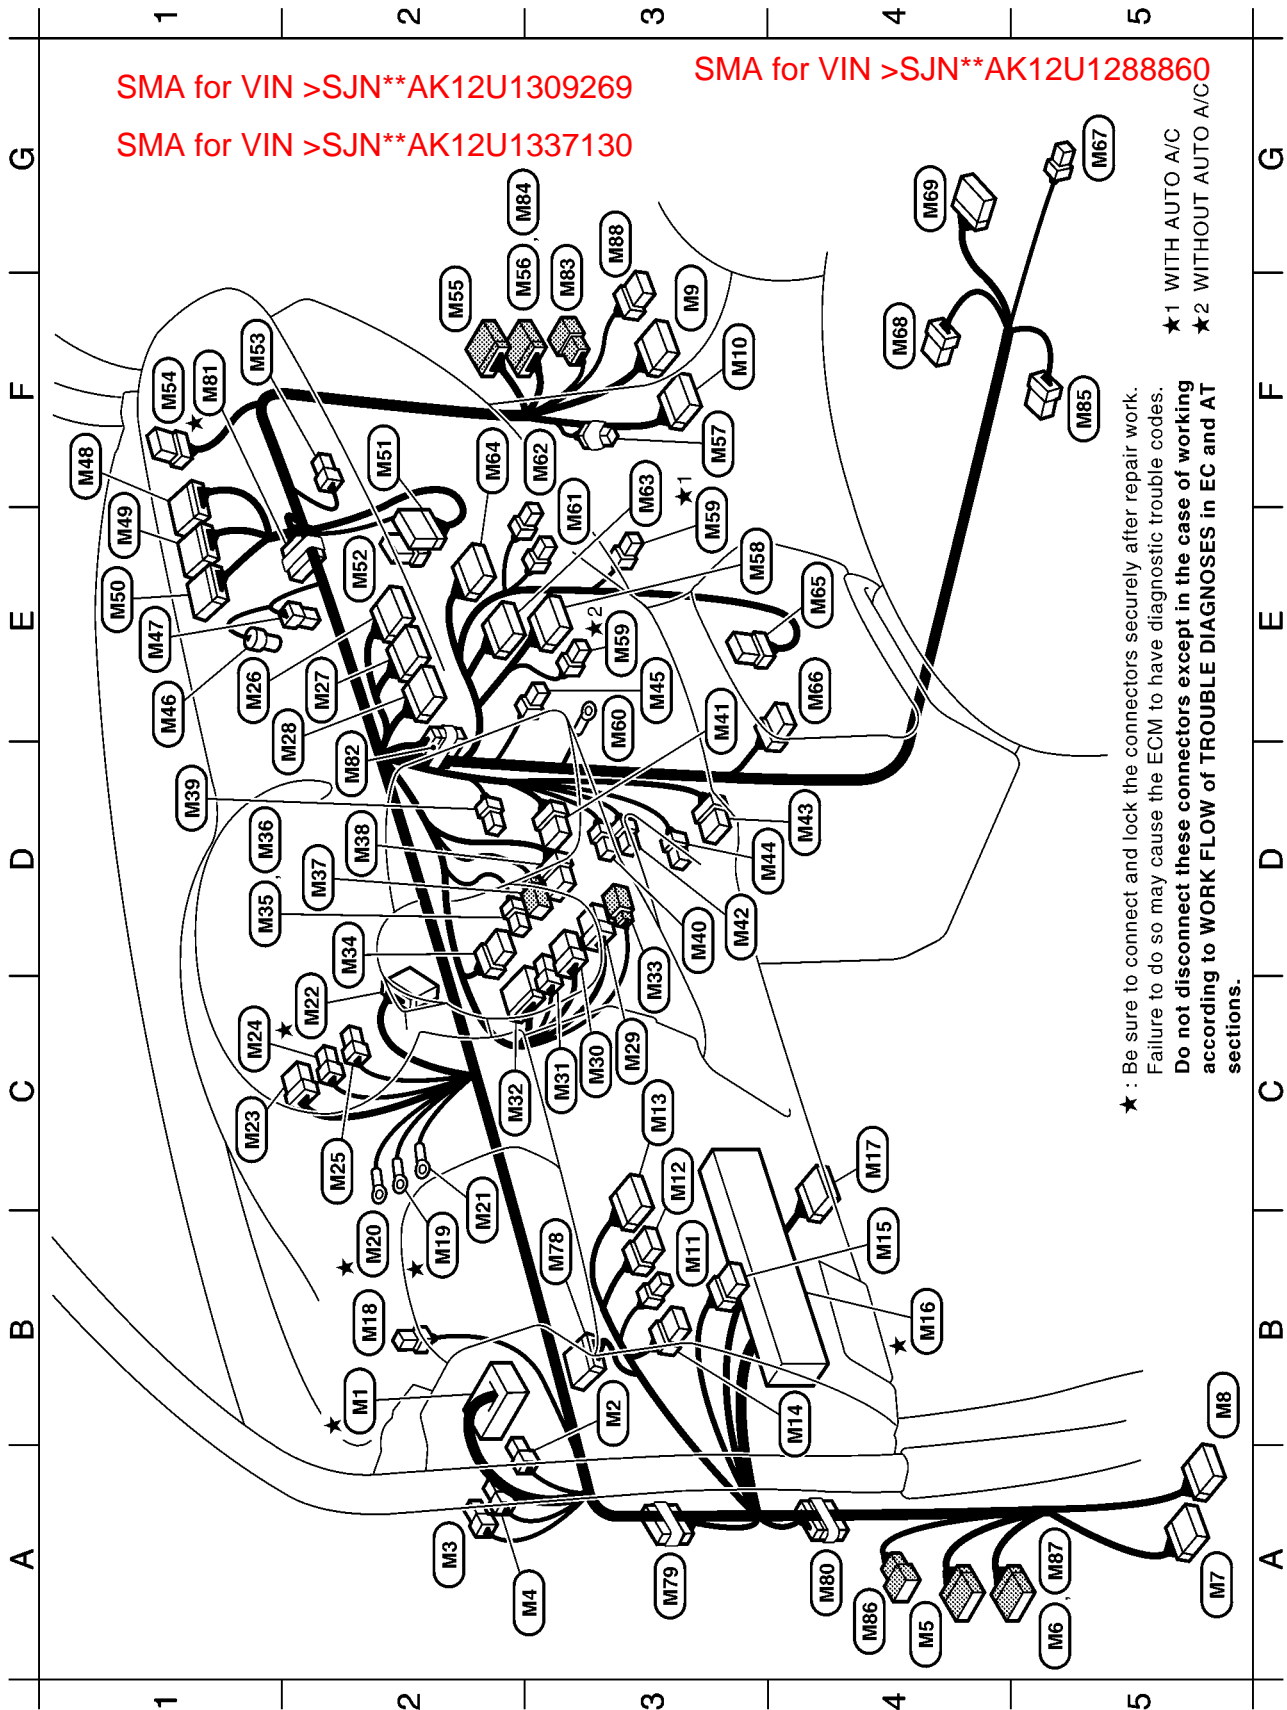 1
2
3
4
5
SMA for VIN >SJN**AK12U1309269
SMA for VIN >SJN**AK12U1337130
SMA for VIN >SJN**AK12U1288860
G
F
E
D
C
B
A
M54
★
M81
M53
M48
M49
M50
M47
M46
M26
M27
M28
M82
M52
M51
M64
M62
M61
M63
★1
M59
M58
★2
M59
M65
M45
M60
M66
M41
M55
M56 , M84
M83
M88
M9
M10
M57
M69
M67
M68
M85
M39
M35 , M36
M38
M37
M34
M43
M44
M42
M40
M33
★
M22
M24
M23
M25
M32
M31
M30
M29
M21
★
M20
★
M19
M18
M78
M13
M12
M11
M17
M15
★
M16
M14
★
M1
M2
M3
M4
M79
M80
M86
M5
M6 , M87
M7
M8
★1 WITH AUTO A/C
★2 WITHOUT AUTO A/C
★ : Be sure to connect and lock the connectors securely after repair work.
Failure to do so may cause the ECM to have diagnostic trouble codes.
Do not disconnect these connectors except in the case of working
according to WORK FLOW of TROUBLE DIAGNOSES in EC and AT
sections.
G
F
E
D
C
B
A
1
2
3
4
5